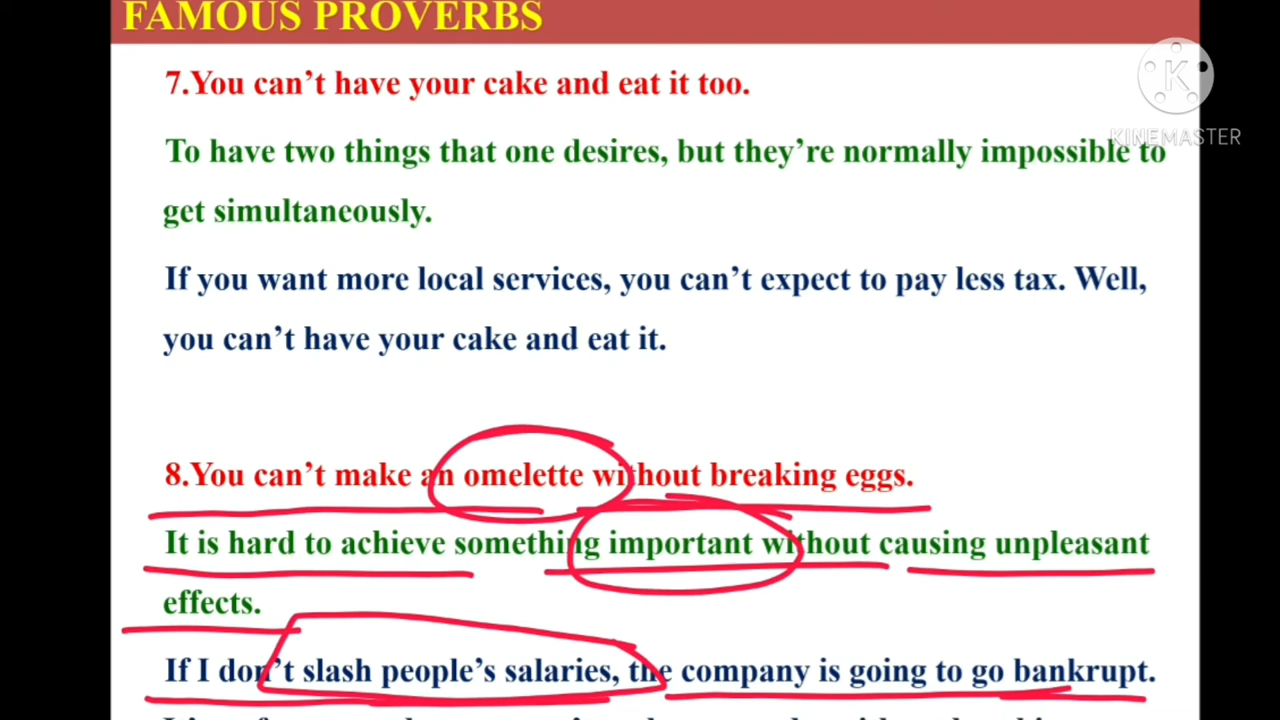 FAMOUS PROVERBS
K
KINEMASTER
7.You can't have your cake and eat it too.
To have two things that one desires, but they're normally impossible to
get simultaneously.
If you want more local services, you can't expect to pay less tax. Well,
you can't have your cake and eat it.
8.You can't make an omelette without breaking eggs.
It is hard to achieve something important without causing unpleasant
effects.
If I don't slash people's salaries, the company is going to go bankrupt.